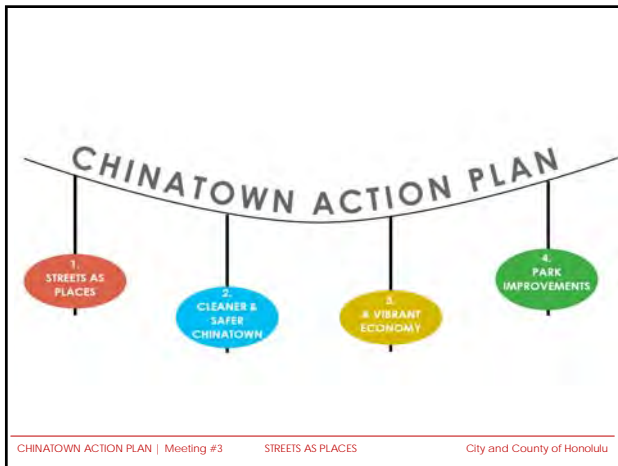 CHINATOWN ACTION PLAN
1.
STREETS AS
PLACES
2.
CLEANER &
SAFER
CHINATOWN
3.
A VIBRANT
ECONOMY
4.
PARK
IMPROVEMENTS
CHINATOWN ACTION PLAN | Meeting #3 STREETS AS PLACES City and County of Honolulu